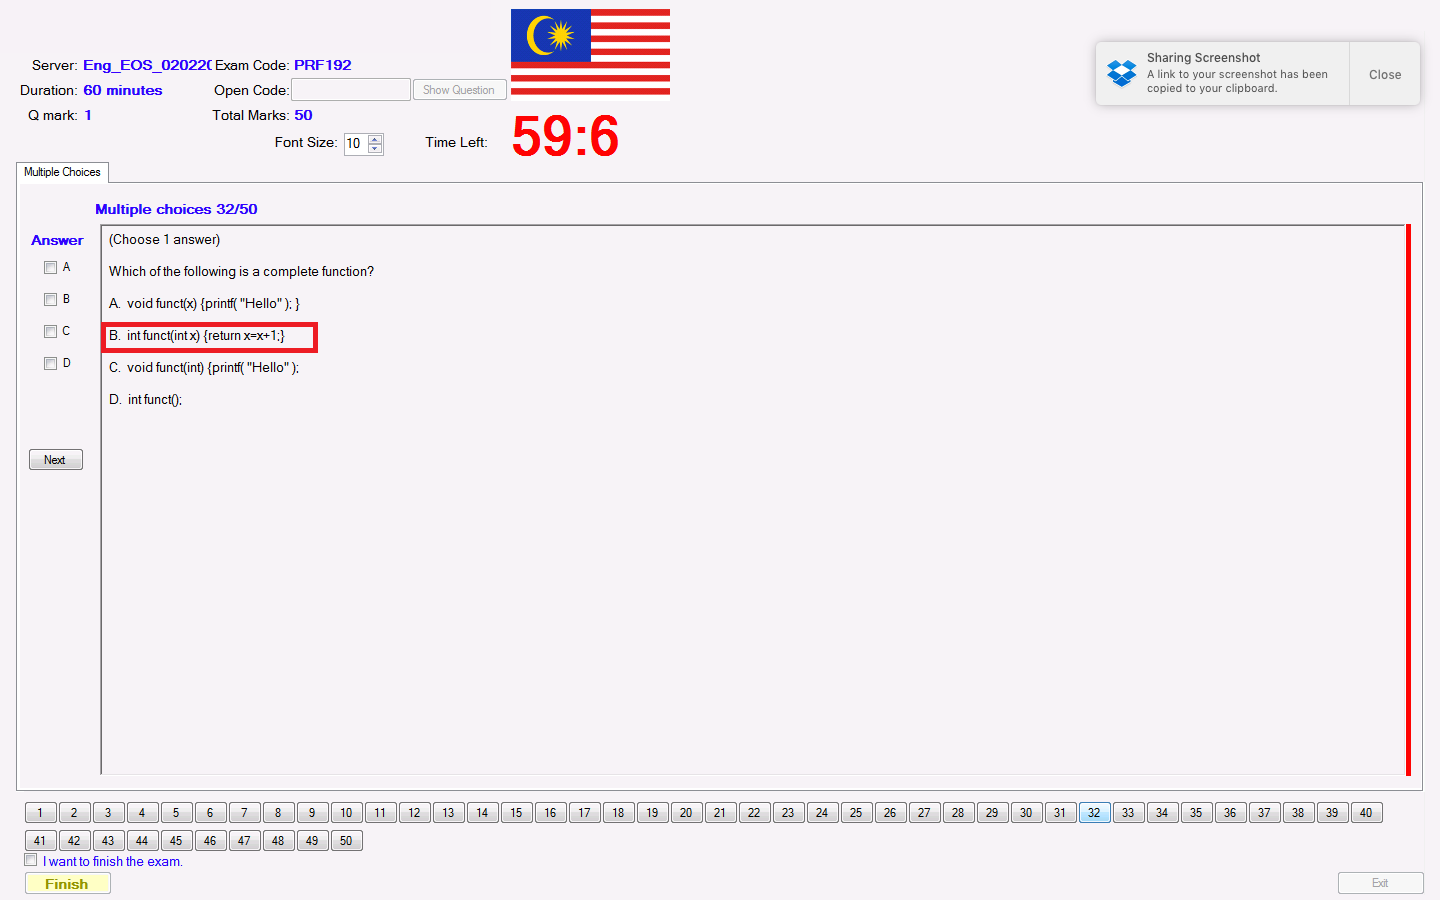 Server: Eng_EOS_020220 Exam Code: PRF192
Duration: 60 minutes Open Code: Show Question
Q mark: 1 Total Marks: 50
Font Size: 10 Time Left: 59:6
Sharing Screenshot
A link to your screenshot has been
copied to your clipboard.
Close
Multiple Choices
Multiple choices 32/50
Answer
A
B
C
D
Next
(Choose 1 answer)
Which of the following is a complete function?
A. void funct(x) {printf( "Hello" ); }
B. int funct(int x) {return x=x+1;}
C. void funct(int) {printf( "Hello" );
D. int funct();
1 2 3 4 5 6 7 8 9 10 11 12 13 14 15 16 17 18 19 20 21 22 23 24 25 26 27 28 29 30 31 32 33 34 35 36 37 38 39 40
41 42 43 44 45 46 47 48 49 50
I want to finish the exam.
Finish
Exit